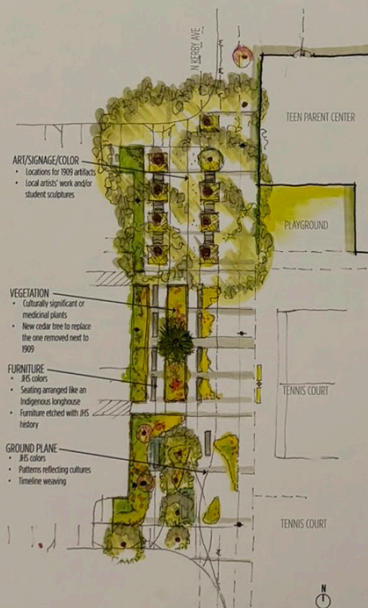 N KERBY AVE
TEEN PARENT CENTER
ART/SIGNAGE/COLOR
• Locations for 1909 artifacts
• Local artists' work and/or
student sculptures
PLAYGROUND
VEGETATION
• Culturally significant or
medicinal plants
• New cedar tree to replace
the one removed next to
1909
FURNITURE
• JHS colors
• Seating arranged like an
Indigenous longhouse
• Furniture etched with JHS
history
TENNIS COURT
GROUND PLANE
• JHS colors
• Patterns reflecting cultures
• Timeline weaving
TENNIS COURT
N